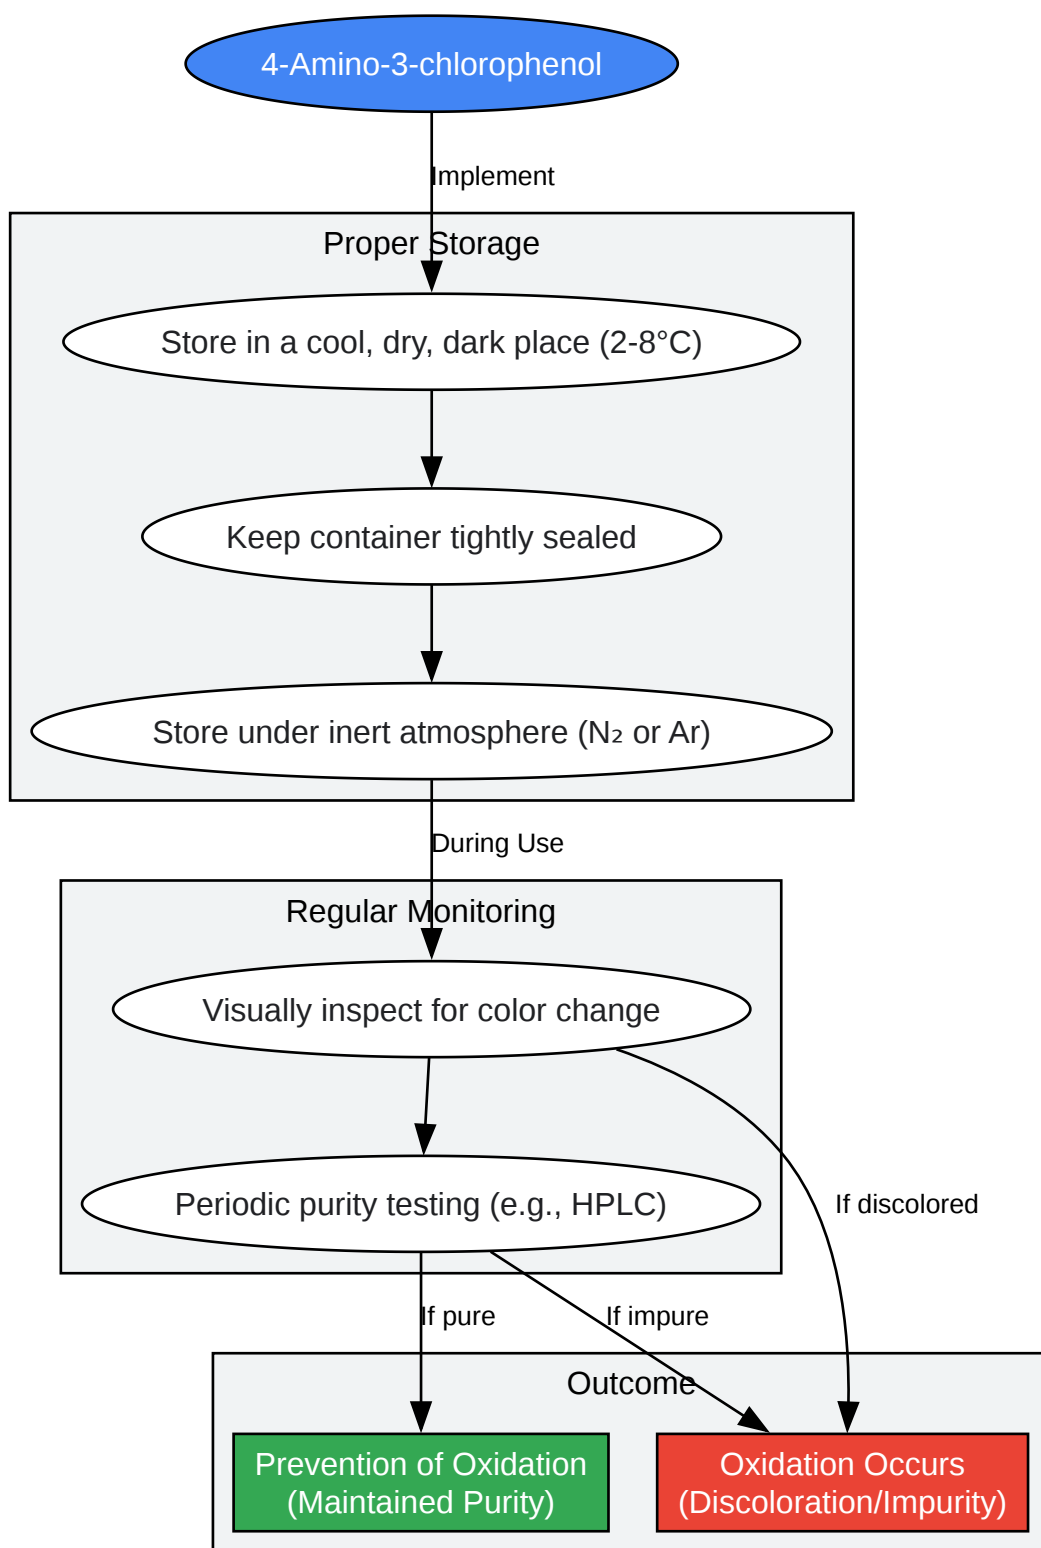 4-Amino-3-chlorophenol
Implement
Proper Storage
Store in a cool, dry, dark place (2-8°C)
Keep container tightly sealed
Store under inert atmosphere (N₂ or Ar)
During Use
Regular Monitoring
Visually inspect for color change
Periodic purity testing (e.g., HPLC)
If discolored
If pure
If impure
Outcome
Prevention of Oxidation
(Maintained Purity)
Oxidation Occurs
(Discoloration/Impurity)